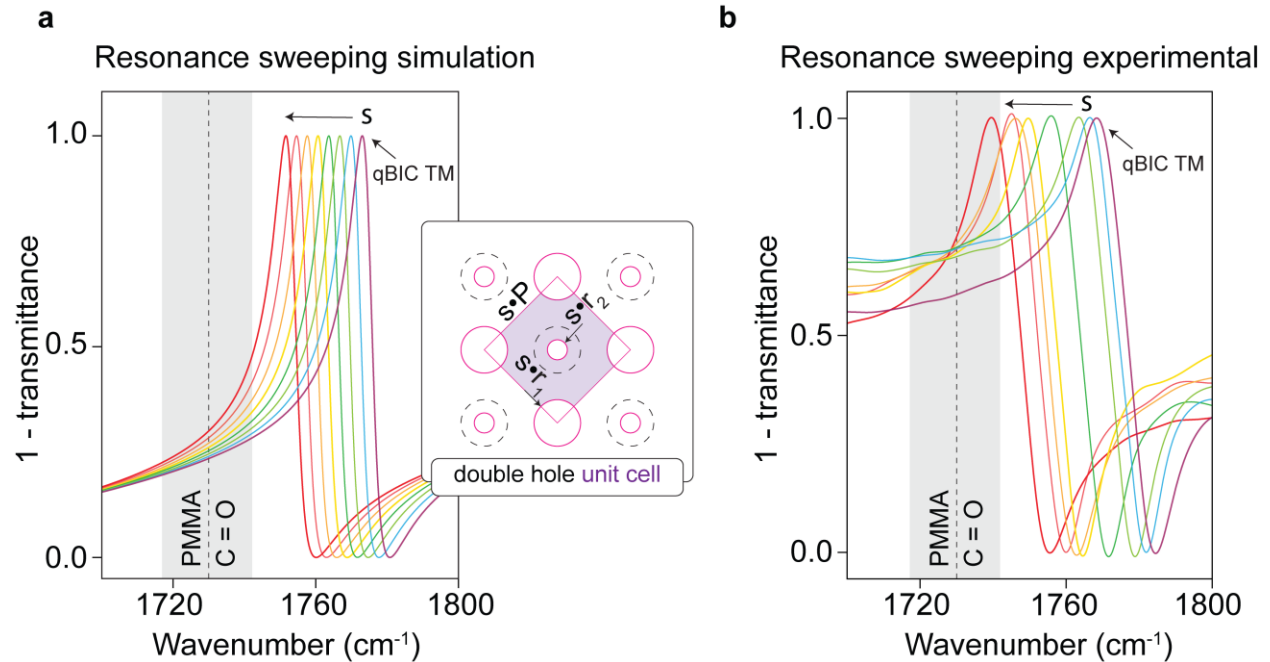 a
Resonance sweeping simulation
1.0
0.5
0.0
1 - transmittance
S
qBIC TM
PMMA
C = O
1720
1760
1800
Wavenumber (cm⁻¹)
s•P
s•r₂
s•r₁
double hole unit cell
b
Resonance sweeping experimental
1.0
0.5
0.0
1 - transmittance
S
qBIC TM
PMMA
C = O
1720
1760
1800
Wavenumber (cm⁻¹)